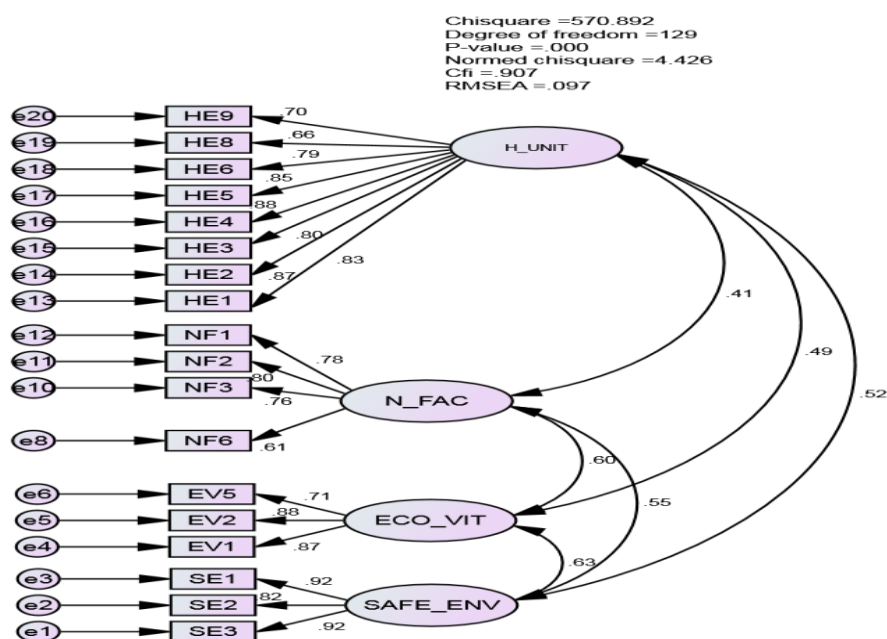 Chisquare =570.892
Degree of freedom =129
P-value =.000
Normed chisquare =4.426
Cfi =.907
RMSEA =.097
e20 HE9 .70
e19 HE8 .66
H_UNIT
e18 HE6 .79
e17 HE5 .85
e16 HE4 .88
e15 HE3 .80
e14 HE2 .87
e13 HE1 .83
.41
e12 NF1 .78
.49
e11 NF2 .80
e10 NF3 .76
N_FAC
.52
e8 NF6 .61
.60
e6 EV5 .71
.55
e5 EV2 .88
ECO_VIT
e4 EV1 .87
.63
e3 SE1 .92
e2 SE2 .82
SAFE_ENV
e1 SE3 .92